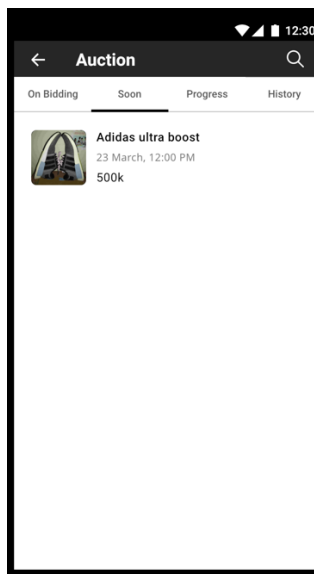 12:30
Auction
On Bidding Soon Progress History
Adidas ultra boost
23 March, 12:00 PM
500k